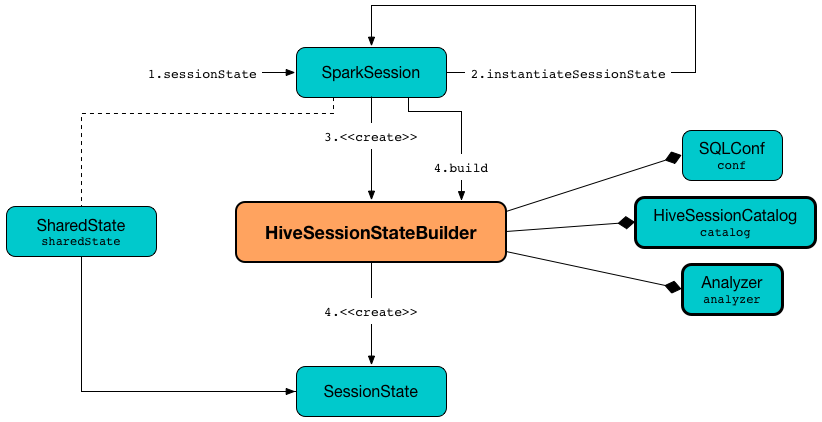 SparkSession
1.sessionState
2.instantiateSessionState
3.<<create>>
4.build
SQLConf
conf
HiveSessionCatalog
catalog
SharedState
sharedState
HiveSessionStateBuilder
Analyzer
analyzer
4.<<create>>
SessionState